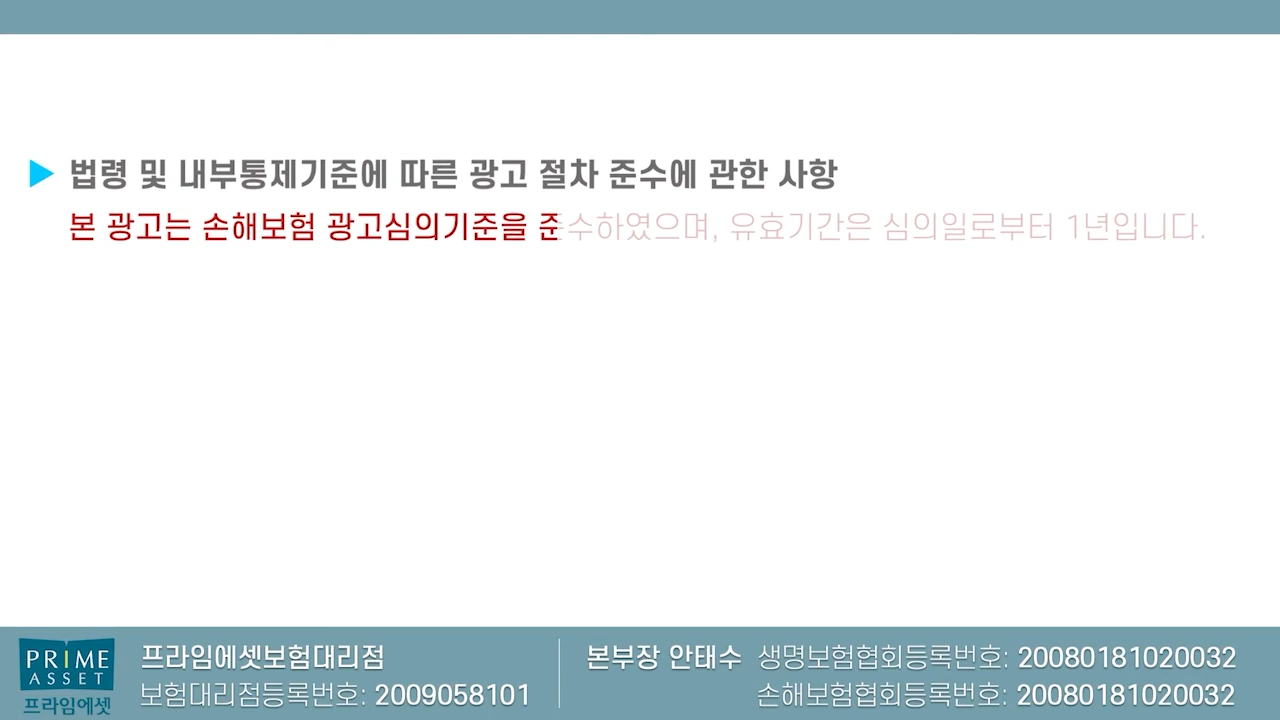 ▶ 법령 및 내부통제기준에 따른 광고 절차 준수에 관한 사항
본 광고는 손해보험 광고심의기준을 준수하였으며, 유효기간은 심의일로부터 1년입니다.
PRIME
ASSET
프라임에셋
프라임에셋보험대리점
보험대리점등록번호: 2009058101
본부장 안태수 생명보험협회등록번호: 20080181020032
손해보험협회등록번호: 20080181020032